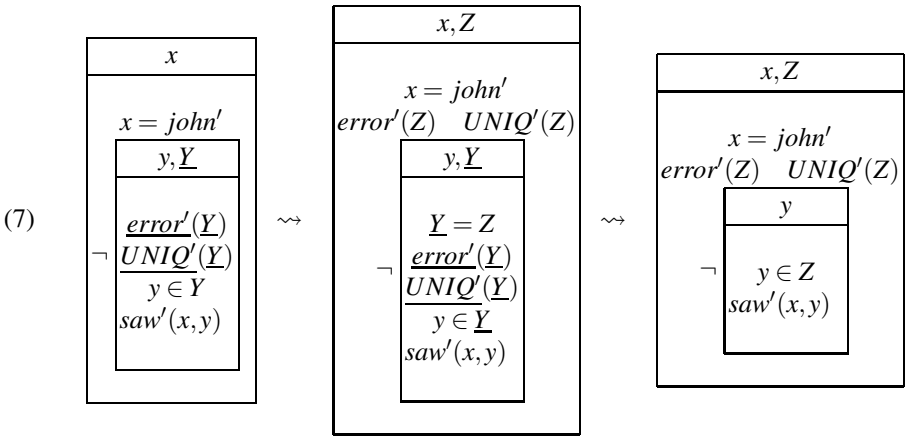 (7)
x
x = john′
y, Y
error′(Y)
¬ UNIQ′(Y)
y ∈ Y
saw′(x, y)
⇝
x, Z
x = john′
error′(Z) UNIQ′(Z)
y, Y
Y = Z
error′(Y)
¬ UNIQ′(Y)
y ∈ Y
saw′(x, y)
⇝
x, Z
x = john′
error′(Z) UNIQ′(Z)
y
¬ y ∈ Z
saw′(x, y)